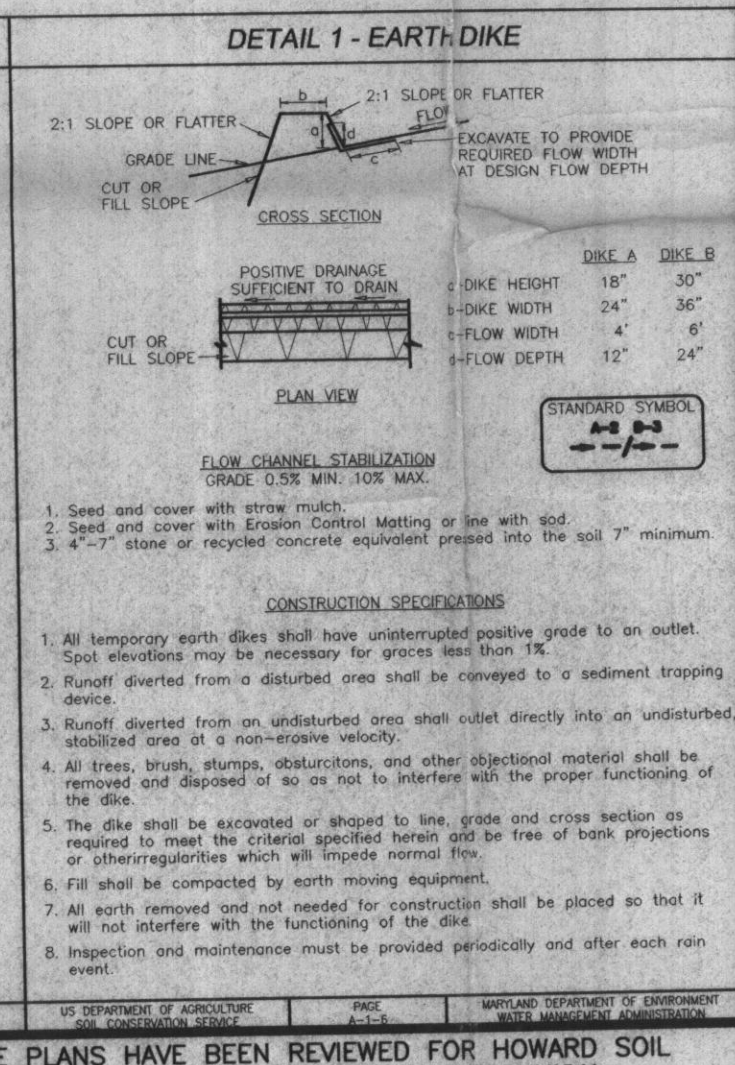 DETAIL 1 - EARTH DIKE
b
2:1 SLOPE OR FLATTER
2:1 SLOPE OR FLATTER
FLOW
a
d
EXCAVATE TO PROVIDE
REQUIRED FLOW WIDTH
AT DESIGN FLOW DEPTH
GRADE LINE
c
CUT OR
FILL SLOPE
CROSS SECTION
POSITIVE DRAINAGE
SUFFICIENT TO DRAIN
CUT OR
FILL SLOPE
PLAN VIEW
DIKE A DIKE B
a-DIKE HEIGHT 18" 30"
b-DIKE WIDTH 24" 36"
c-FLOW WIDTH 4' 6'
d-FLOW DEPTH 12" 24"
STANDARD SYMBOL
A-2 B-3
FLOW CHANNEL STABILIZATION
GRADE 0.5% MIN. 10% MAX.
1. Seed and cover with straw mulch.
2. Seed and cover with Erosion Control Matting or line with sod.
3. 4"-7" stone or recycled concrete equivalent pressed into the soil 7" minimum.
CONSTRUCTION SPECIFICATIONS
1. All temporary earth dikes shall have uninterrupted positive grade to an outlet.
Spot elevations may be necessary for graces less than 1%.
2. Runoff diverted from a disturbed area shall be conveyed to a sediment trapping
device.
3. Runoff diverted from an undisturbed area shall outlet directly into an undisturbed,
stabilized area at a non-erosive velocity.
4. All trees, brush, stumps, obsturcitons, and other objectional material shall be
removed and disposed of so as not to interfere with the proper functioning of
the dike.
5. The dike shall be excavated or shaped to line, grade and cross section as
required to meet the criterial specified herein and be free of bank projections
or otherirregularities which will impede normal flow.
6. Fill shall be compacted by earth moving equipment.
7. All earth removed and not needed for construction shall be placed so that it
will not interfere with the functioning of the dike.
8. Inspection and maintenance must be provided periodically and after each rain
event.
US DEPARTMENT OF AGRICULTURE
SOIL CONSERVATION SERVICE
PAGE
A-1-6
MARYLAND DEPARTMENT OF ENVIRONMENT
WATER MANAGEMENT ADMINISTRATION
PLANS HAVE BEEN REVIEWED FOR HOWARD SOIL